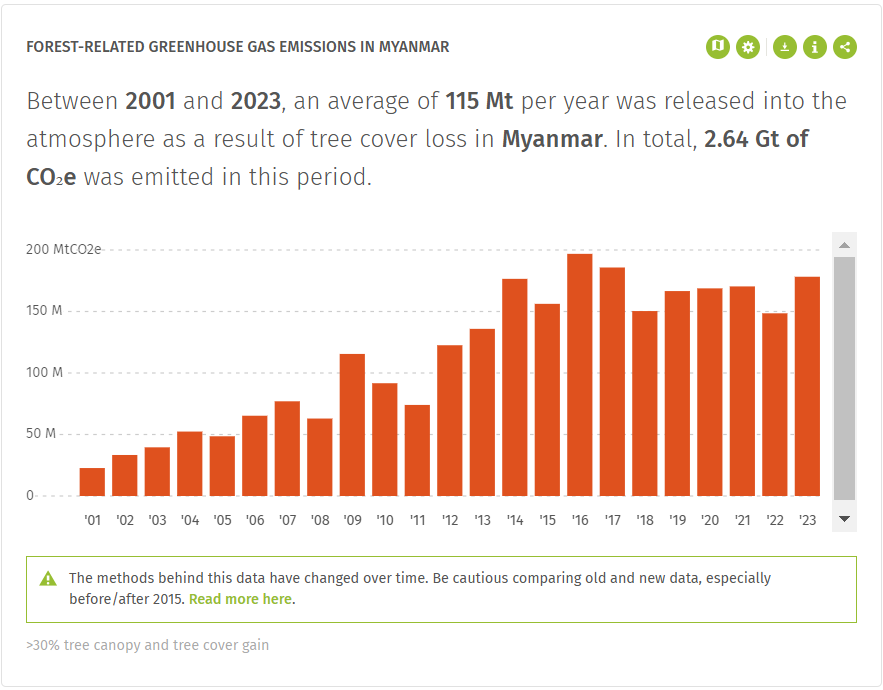 FOREST-RELATED GREENHOUSE GAS EMISSIONS IN MYANMAR
Between 2001 and 2023, an average of 115 Mt per year was released into the
atmosphere as a result of tree cover loss in Myanmar. In total, 2.64 Gt of
CO₂e was emitted in this period.
200 MtCO2e
150 M
100 M
50 M
0
'01 '02 '03 '04 '05 '06 '07 '08 '09 '10 '11 '12 '13 '14 '15 '16 '17 '18 '19 '20 '21 '22 '23
The methods behind this data have changed over time. Be cautious comparing old and new data, especially
before/after 2015. Read more here.
>30% tree canopy and tree cover gain